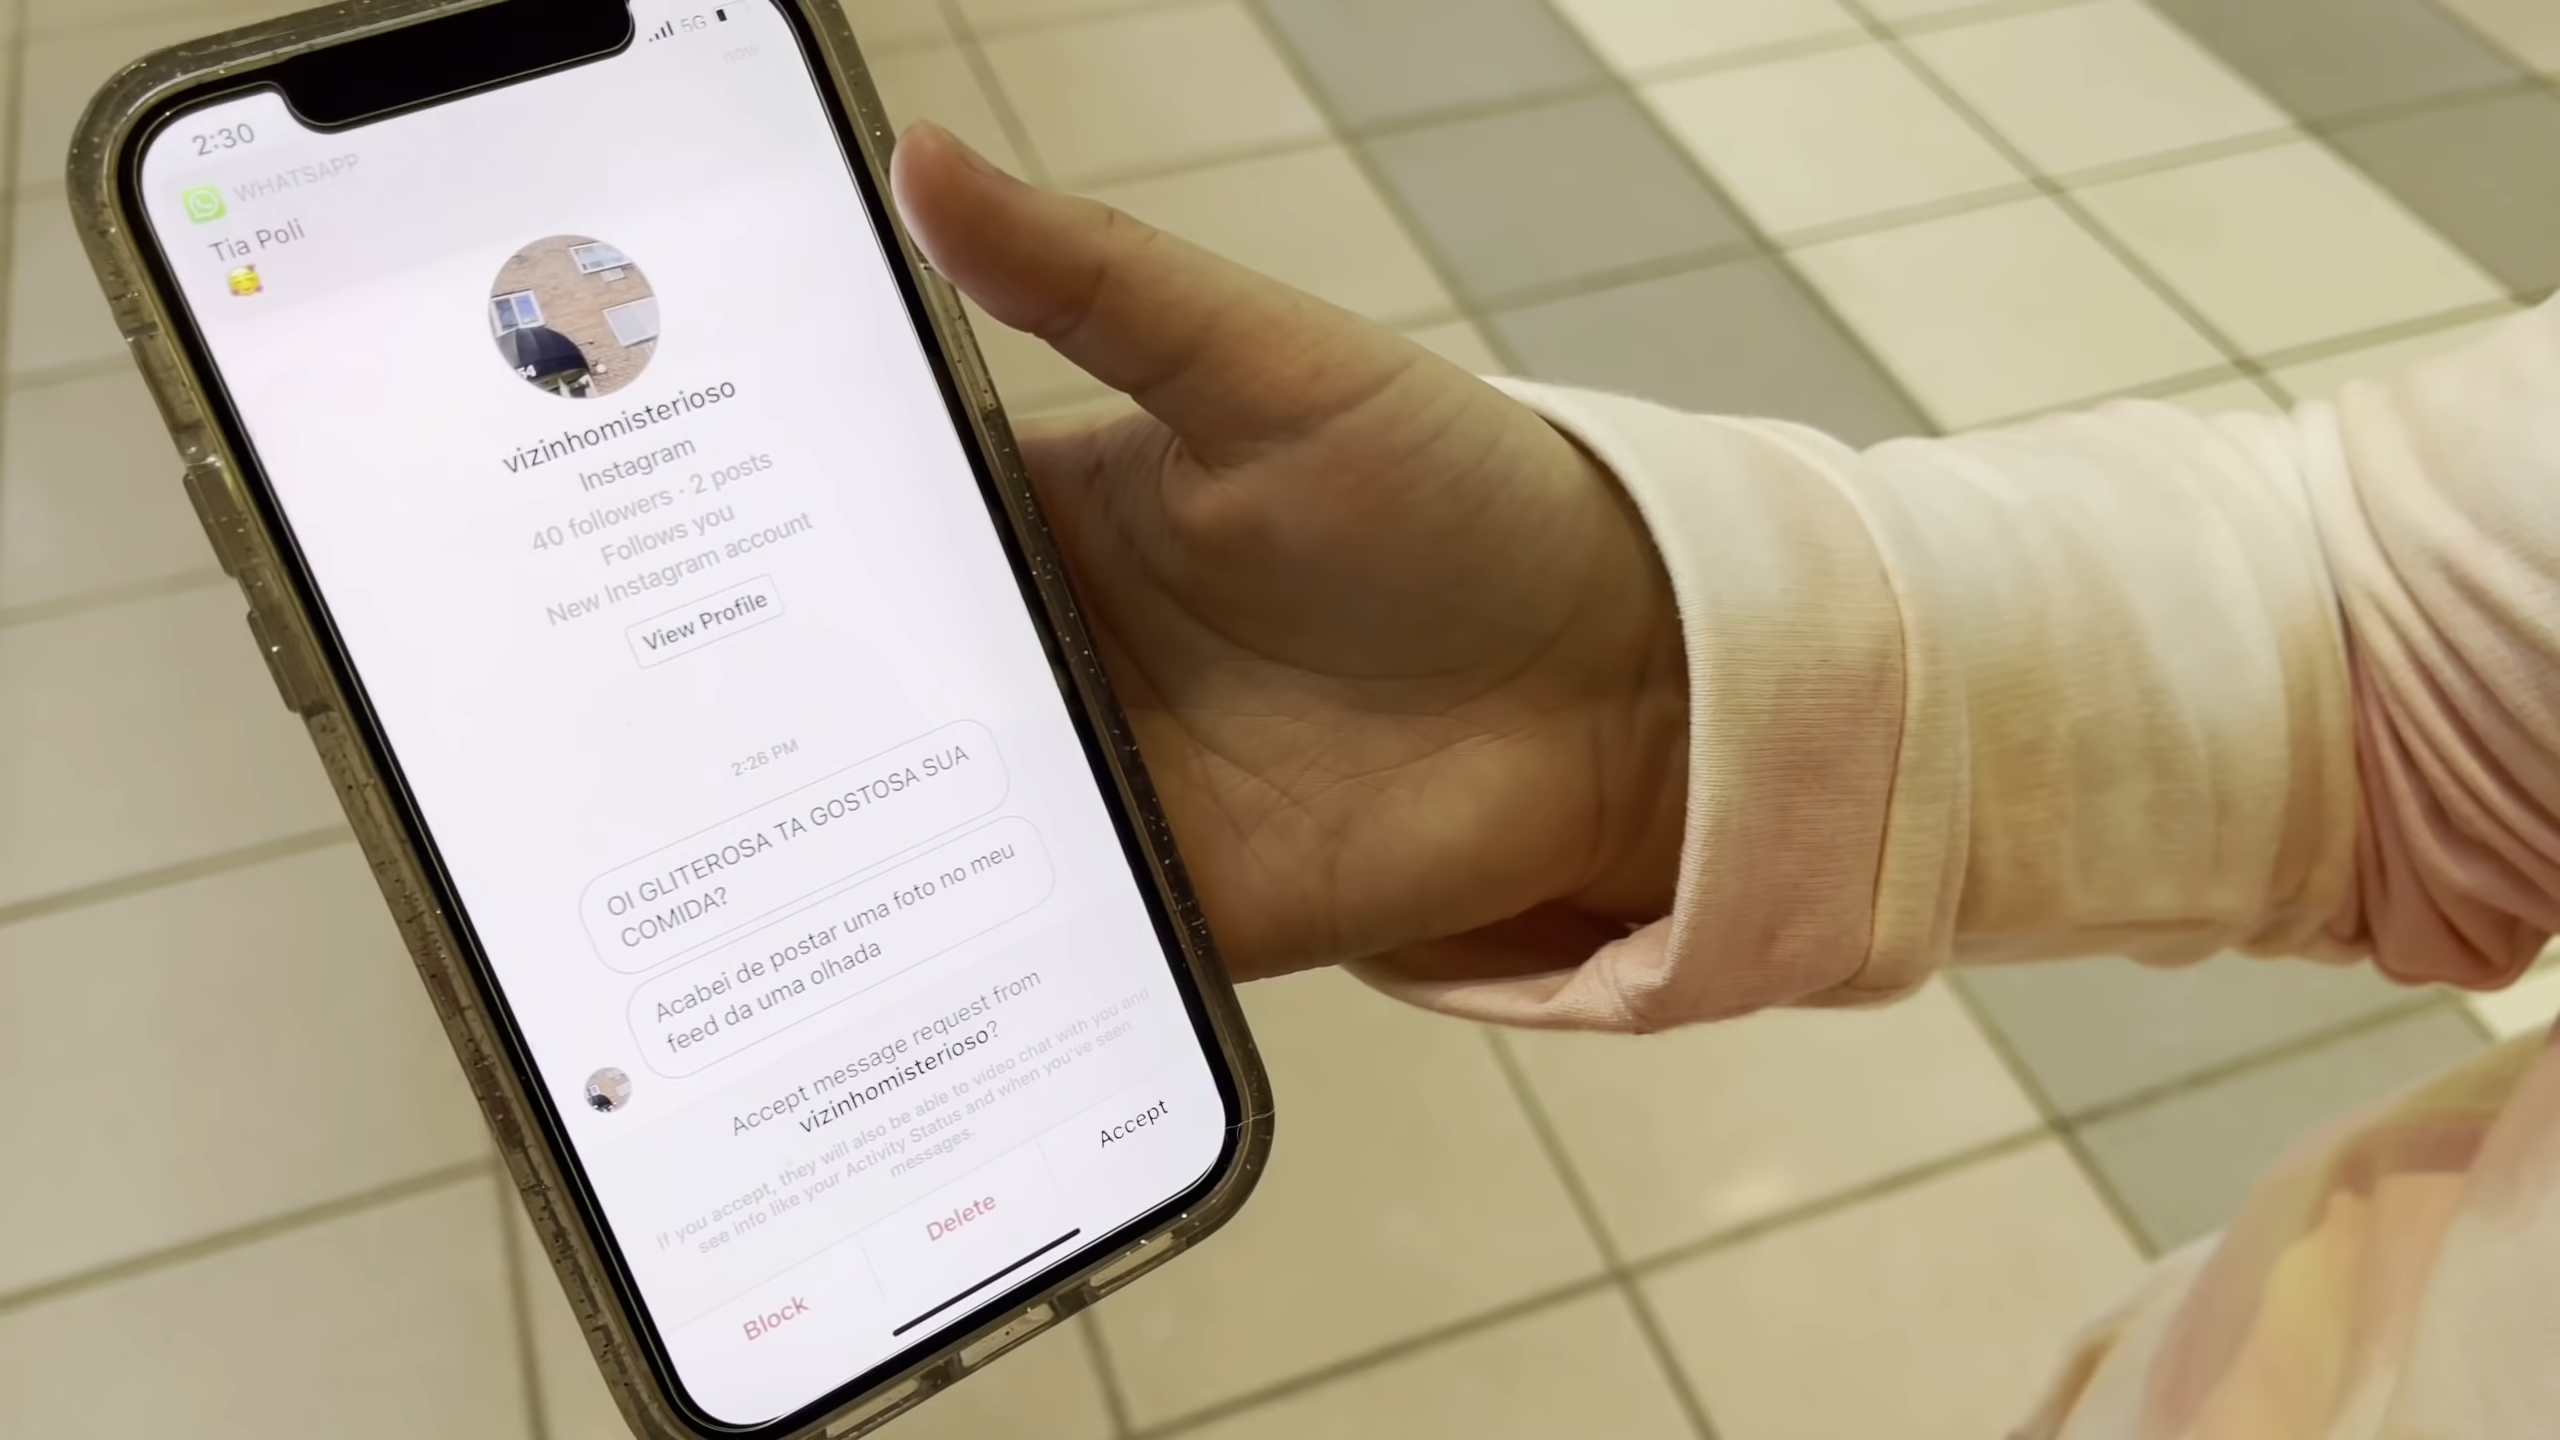 2:30
5G
now
WHATSAPP
Tia Poli
🥰
54
vizinhomisterioso
Instagram
40 followers · 2 posts
Follows you
New Instagram account
View Profile
2:26 PM
OI GLITEROSA TA GOSTOSA SUA
COMIDA?
Acabei de postar uma foto no meu
feed da uma olhada
Accept message request from
vizinhomisterioso?
If you accept, they will also be able to video chat with you and
see info like your Activity Status and when you've seen
messages.
Block
Delete
Accept